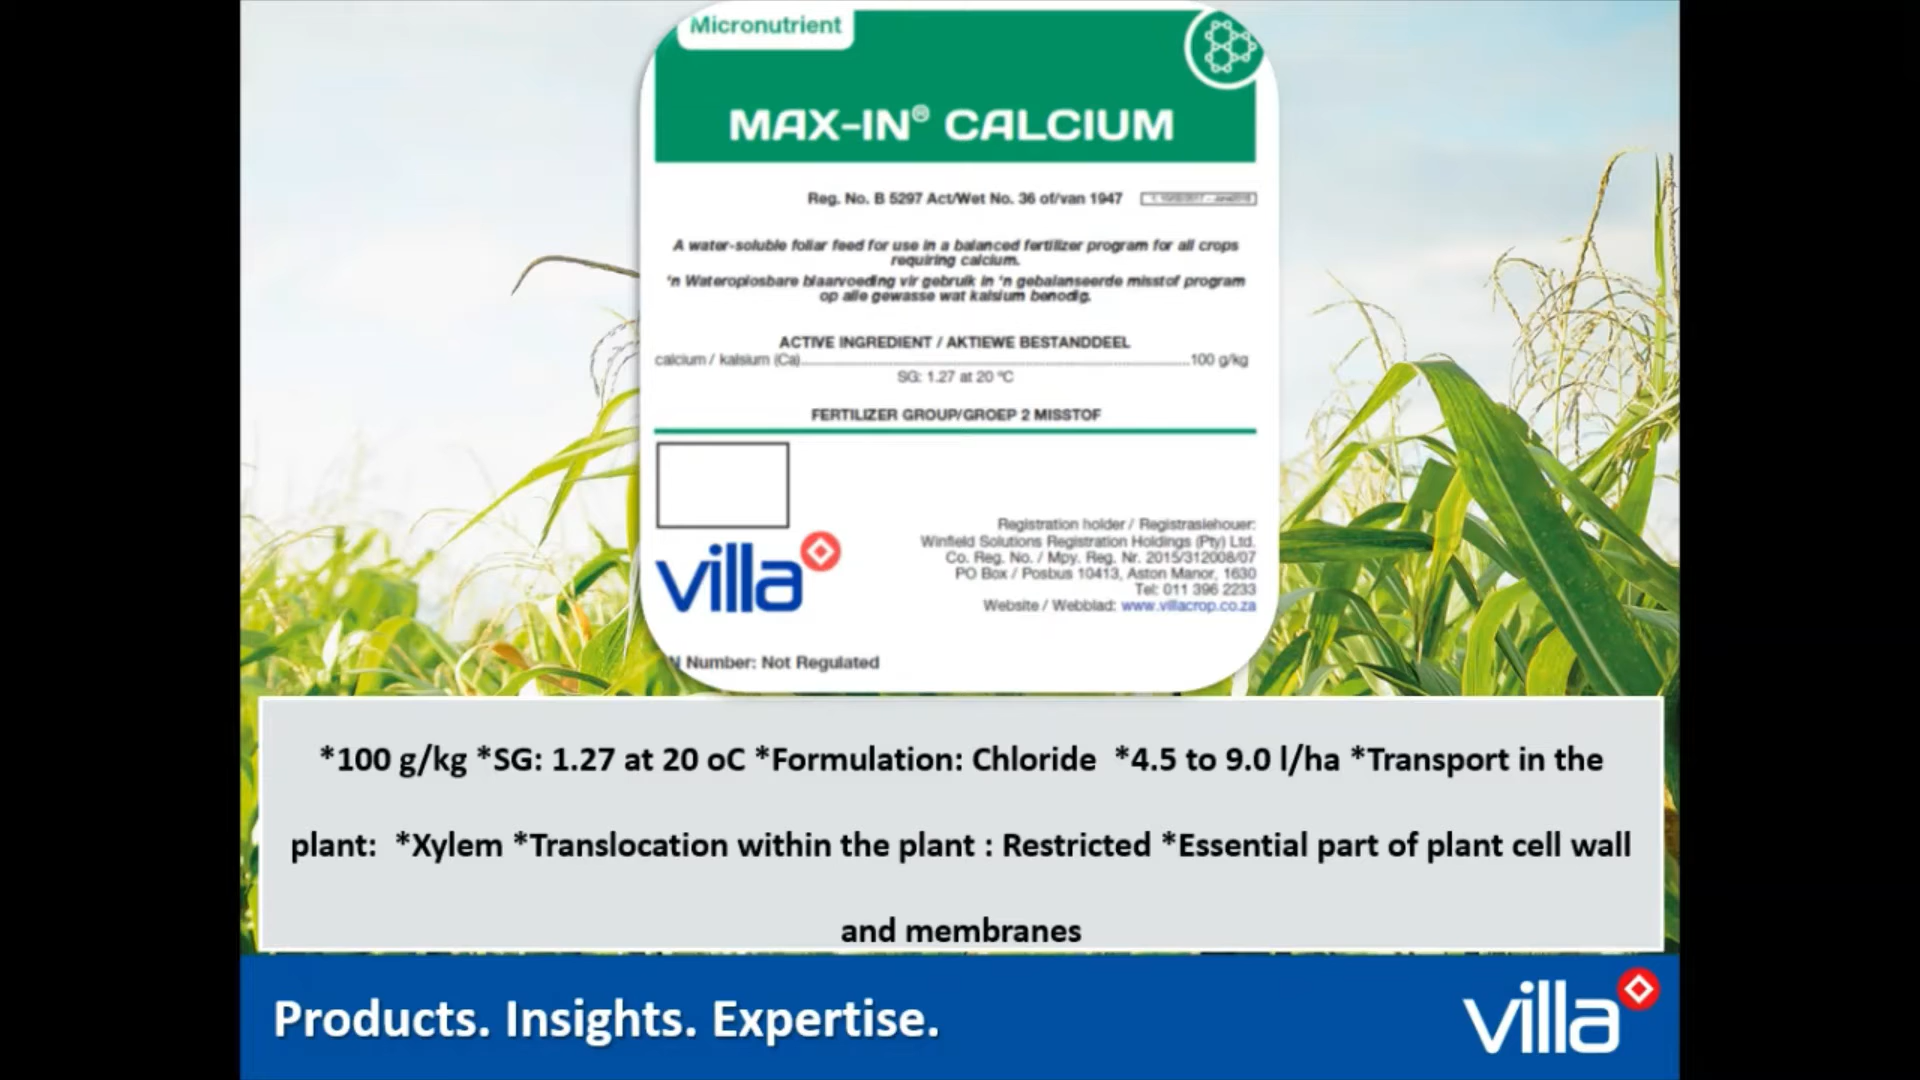 Micronutrient
MAX-IN® CALCIUM
Reg. No. B 5297 Act/Wet No. 36 of/van 1947
A water-soluble foliar feed for use in a balanced fertilizer program for all crops
requiring calcium.
'n Wateroplosbare blaarvoeding vir gebruik in 'n gebalanseerde misstof program
op alle gewasse wat kalsium benodig.
ACTIVE INGREDIENT / AKTIEWE BESTANDDEEL
calcium / kalsium (Ca)..........100 g/kg
SG: 1.27 at 20 ºC
FERTILIZER GROUP/GROEP 2 MISSTOF
Registration holder / Registrasiehouer:
Winfield Solutions Registration Holdings (Pty) Ltd.
Co. Reg. No. / Mpy. Reg. Nr. 2015/312008/07
PO Box / Posbus 10413, Aston Manor, 1630
Tel: 011 396 2233
Website / Webblad: www.villacrop.co.za
villa
N Number: Not Regulated
*100 g/kg *SG: 1.27 at 20 oC *Formulation: Chloride *4.5 to 9.0 l/ha *Transport in the
plant: *Xylem *Translocation within the plant : Restricted *Essential part of plant cell wall
and membranes
Products. Insights. Expertise.
villa